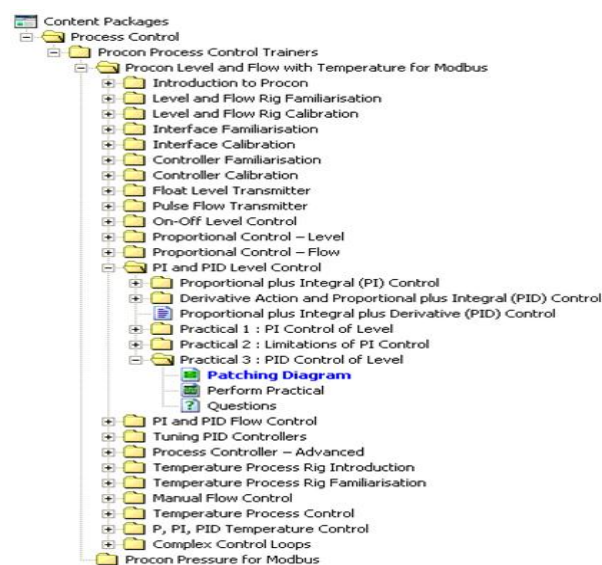 Content Packages
Process Control
Procon Process Control Trainers
Procon Level and Flow with Temperature for Modbus
Introduction to Procon
Level and Flow Rig Familiarisation
Level and Flow Rig Calibration
Interface Familiarisation
Interface Calibration
Controller Familiarisation
Controller Calibration
Float Level Transmitter
Pulse Flow Transmitter
On-Off Level Control
Proportional Control – Level
Proportional Control – Flow
PI and PID Level Control
Proportional plus Integral (PI) Control
Derivative Action and Proportional plus Integral (PID) Control
Proportional plus Integral plus Derivative (PID) Control
Practical 1 : PI Control of Level
Practical 2 : Limitations of PI Control
Practical 3 : PID Control of Level
Patching Diagram
Perform Practical
Questions
PI and PID Flow Control
Tuning PID Controllers
Process Controller – Advanced
Temperature Process Rig Introduction
Temperature Process Rig Familiarisation
Manual Flow Control
Temperature Process Control
P, PI, PID Temperature Control
Complex Control Loops
Procon Pressure for Modbus